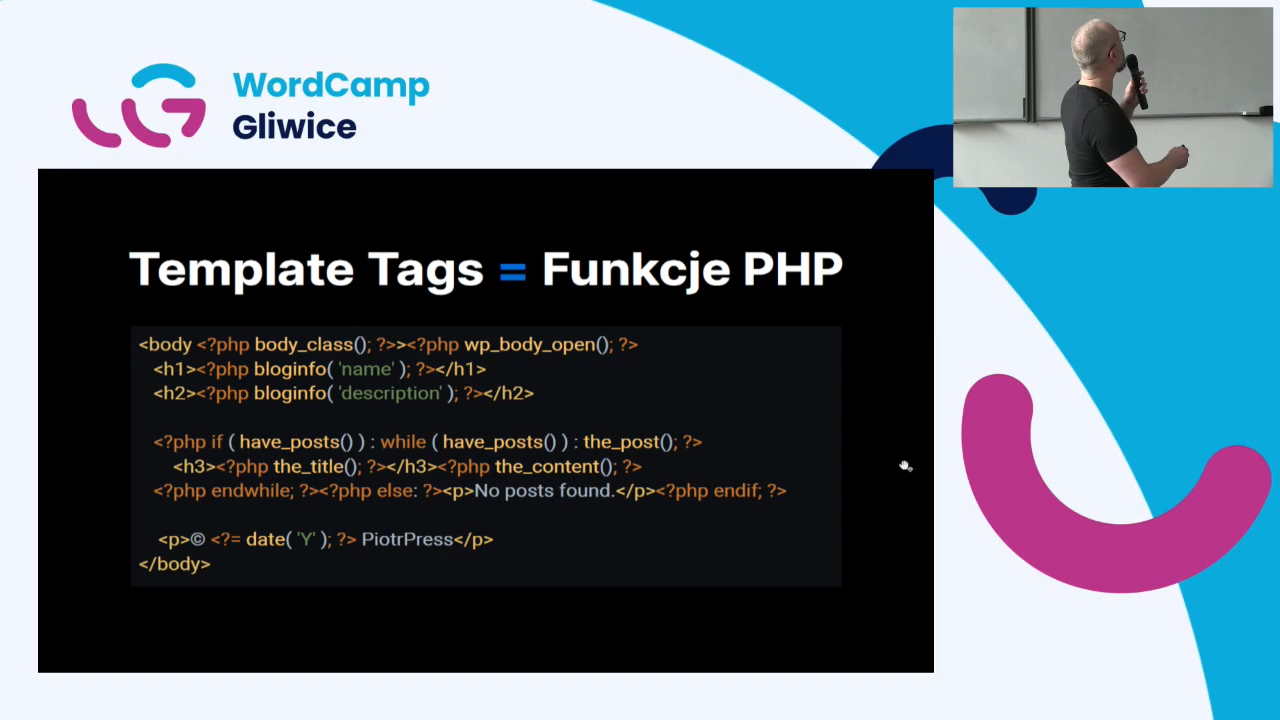 WordCamp
Gliwice
Template Tags = Funkcje PHP
<body <?php body_class(); ?>><?php wp_body_open(); ?>
<h1><?php bloginfo( 'name' ); ?></h1>
<h2><?php bloginfo( 'description' ); ?></h2>
<?php if ( have_posts() ) : while ( have_posts() ) : the_post(); ?>
<h3><?php the_title(); ?></h3><?php the_content(); ?>
<?php endwhile; ?><?php else: ?><p>No posts found.</p><?php endif; ?>
<p>© <?= date( 'Y' ); ?> PiotrPress</p>
</body>